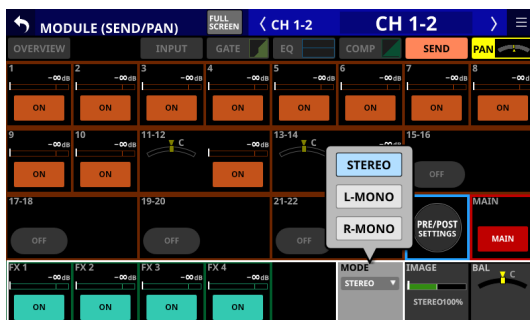 MODULE (SEND/PAN)
FULL SCREEN
CH 1-2
CH 1-2
OVERVIEW
INPUT
GATE
EQ
COMP
SEND
PAN
1 -∞dB
2 -∞dB
3 -∞dB
4 -∞dB
5 -∞dB
6 -∞dB
7 -∞dB
8 -∞d
ON ON ON ON ON ON ON ON
9 -∞dB
10 -∞dB
11-12 C
-∞dB
13-14 C
15-16
ON ON ON OFF
STEREO
L-MONO
R-MONO
17-18
19-20
21-22
MAIN
PRE/POST
SETTINGS
OFF OFF OFF MAIN
FX 1 -∞dB
FX 2 -∞dB
FX 3 -∞dB
FX 4 -∞dB
MODE
IMAGE
BAL
C
STEREO
STEREO100%
ON ON ON ON